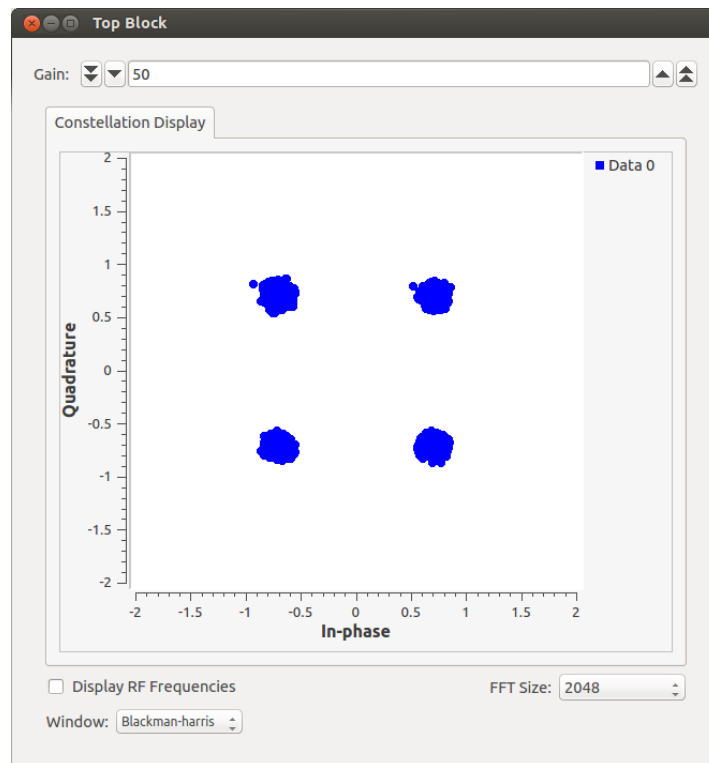 Top Block
Gain: 50
Constellation Display
Data 0
2
1.5
1
0.5
0
-0.5
-1
-1.5
-2
Quadrature
-2 -1.5 -1 -0.5 0 0.5 1 1.5 2
In-phase
Display RF Frequencies FFT Size: 2048
Window: Blackman-harris